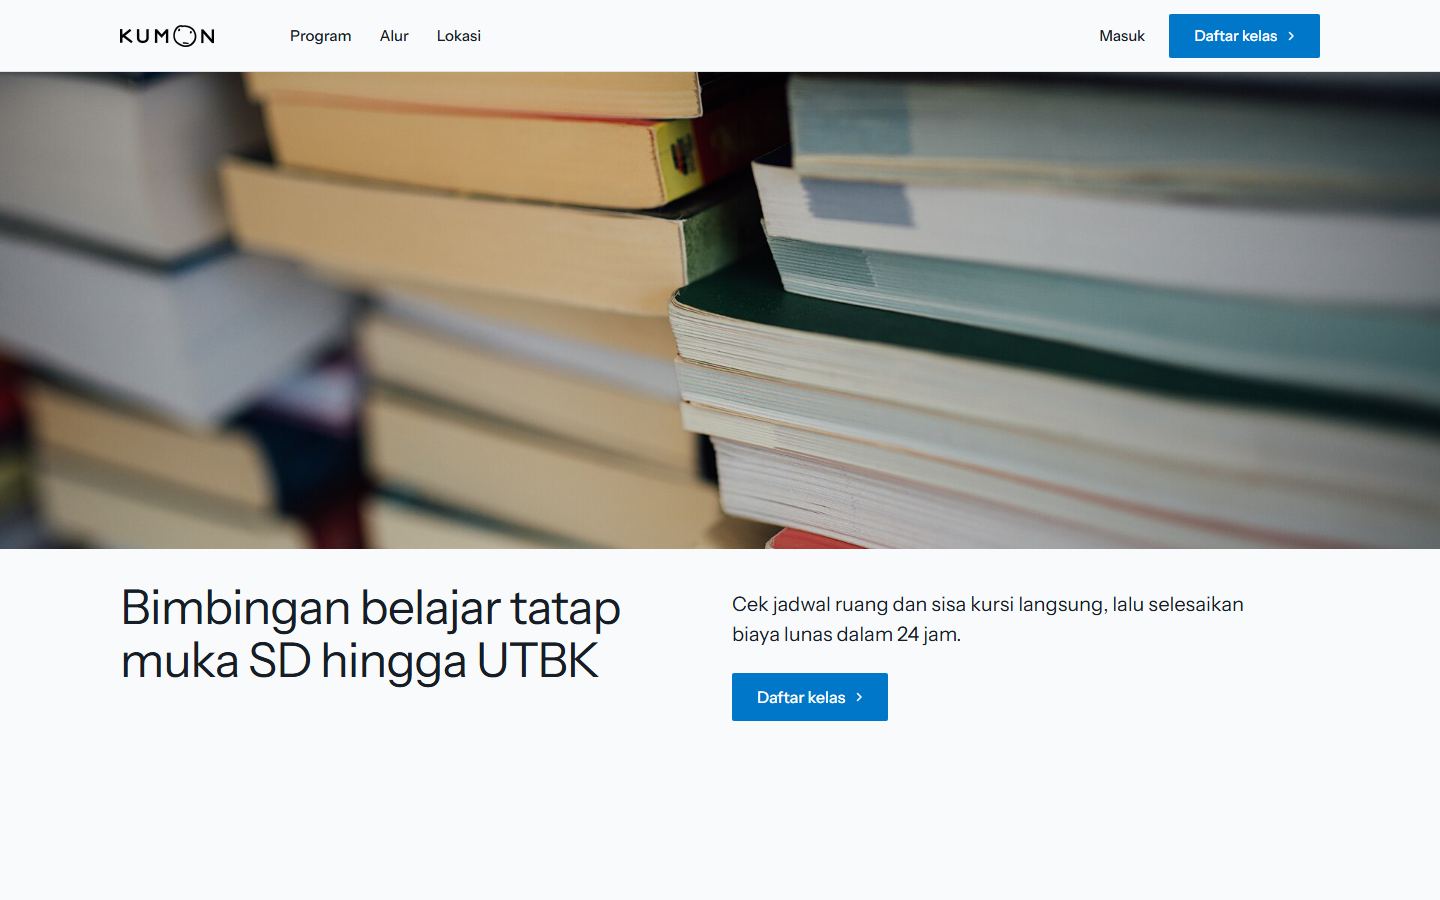 KUMON
Program
Alur
Lokasi
Masuk
Daftar kelas
Bimbingan belajar tatap
muka SD hingga UTBK
Cek jadwal ruang dan sisa kursi langsung, lalu selesaikan
biaya lunas dalam 24 jam.
Daftar kelas